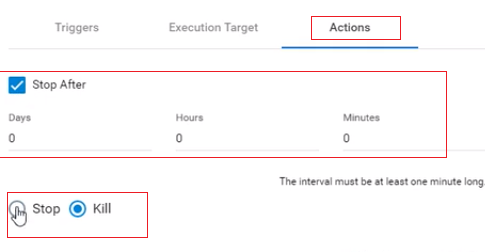 Triggers Execution Target Actions
Stop After
Days Hours Minutes
0 0 0
The interval must be at least one minute long.
Stop Kill